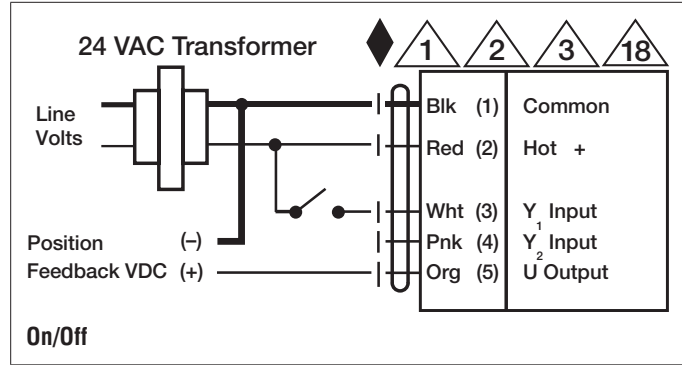 24 VAC Transformer
1 2 3 18
Line
Volts
Blk (1) Common
Red (2) Hot +
Wht (3) Y1 Input
Pnk (4) Y2 Input
Org (5) U Output
Position (–)
Feedback VDC (+)
On/Off